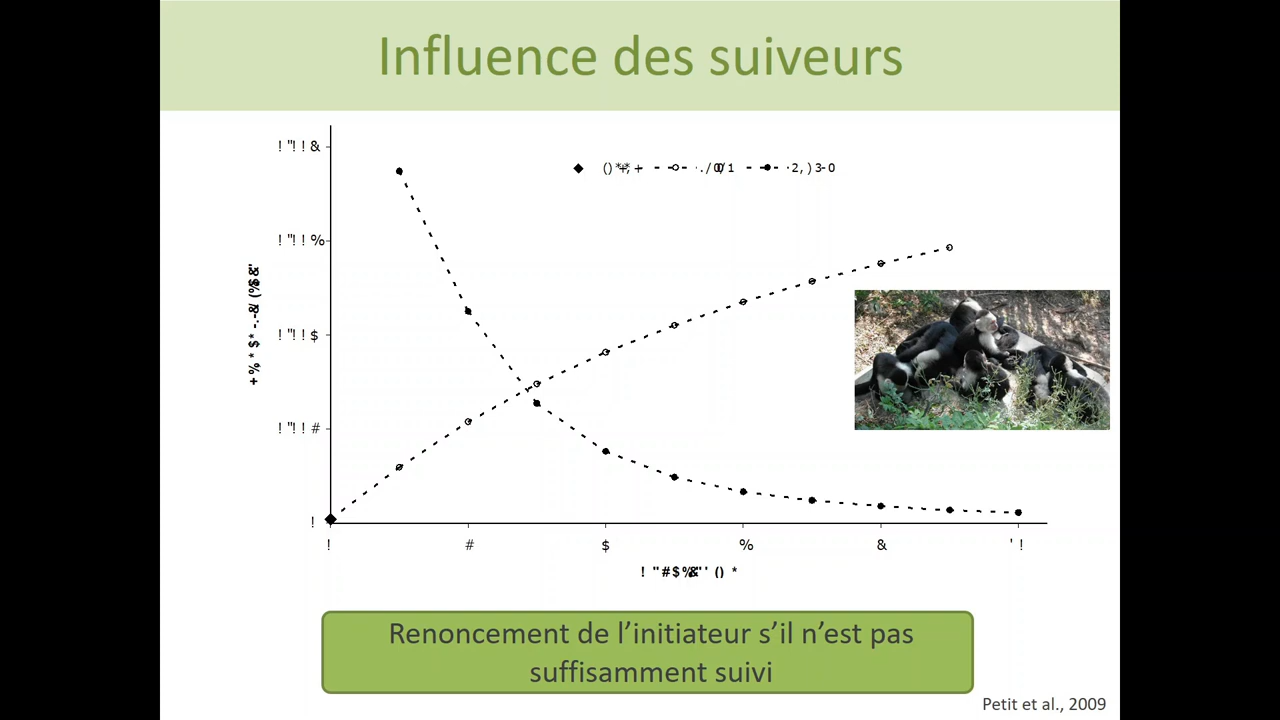 Influence des suiveurs
! "! ! &
! "! ! %
! "! ! $
! "! ! #
!
! # $ % & ' !
Renoncement de l’initiateur s’il n’est pas
suffisamment suivi
Petit et al., 2009